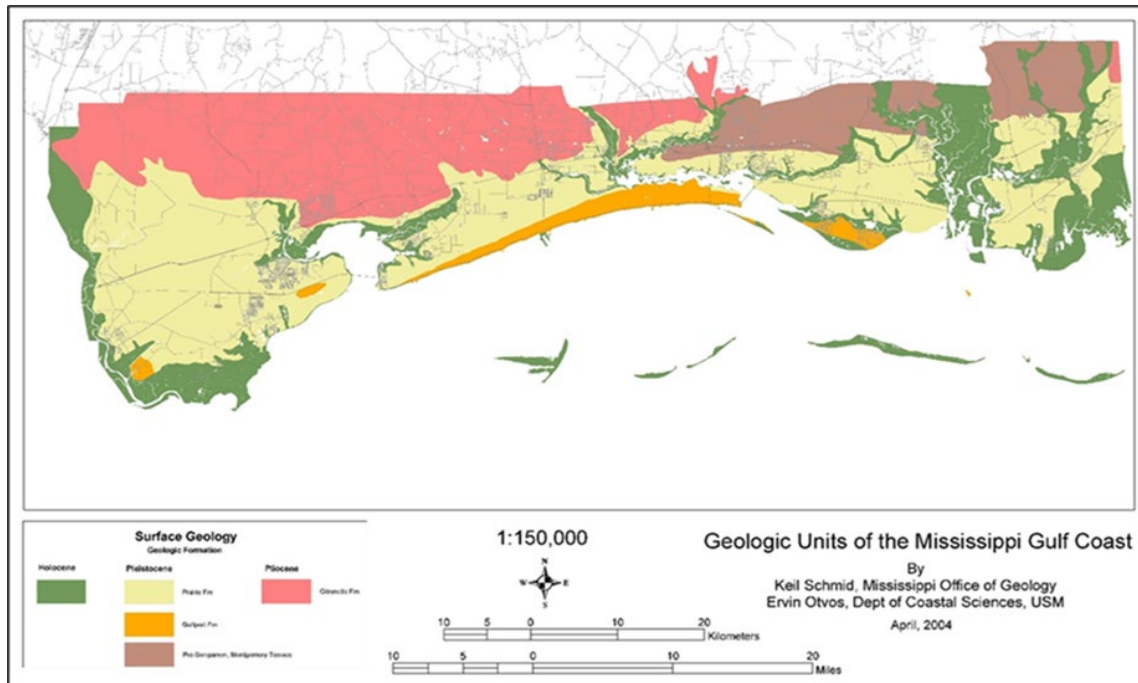 Surface Geology
Geologic Formation
Holocene
Pleistocene
Pliocene
Prairie Fm
Citronelle Fm
Gulfport Fm
Montgomery Terrace
1:150,000
N
W E
S
10 5 0 10 20
Kilometers
10 5 0 10 20
Miles
Geologic Units of the Mississippi Gulf Coast
By
Keil Schmid, Mississippi Office of Geology
Ervin Otvos, Dept of Coastal Sciences, USM
April, 2004